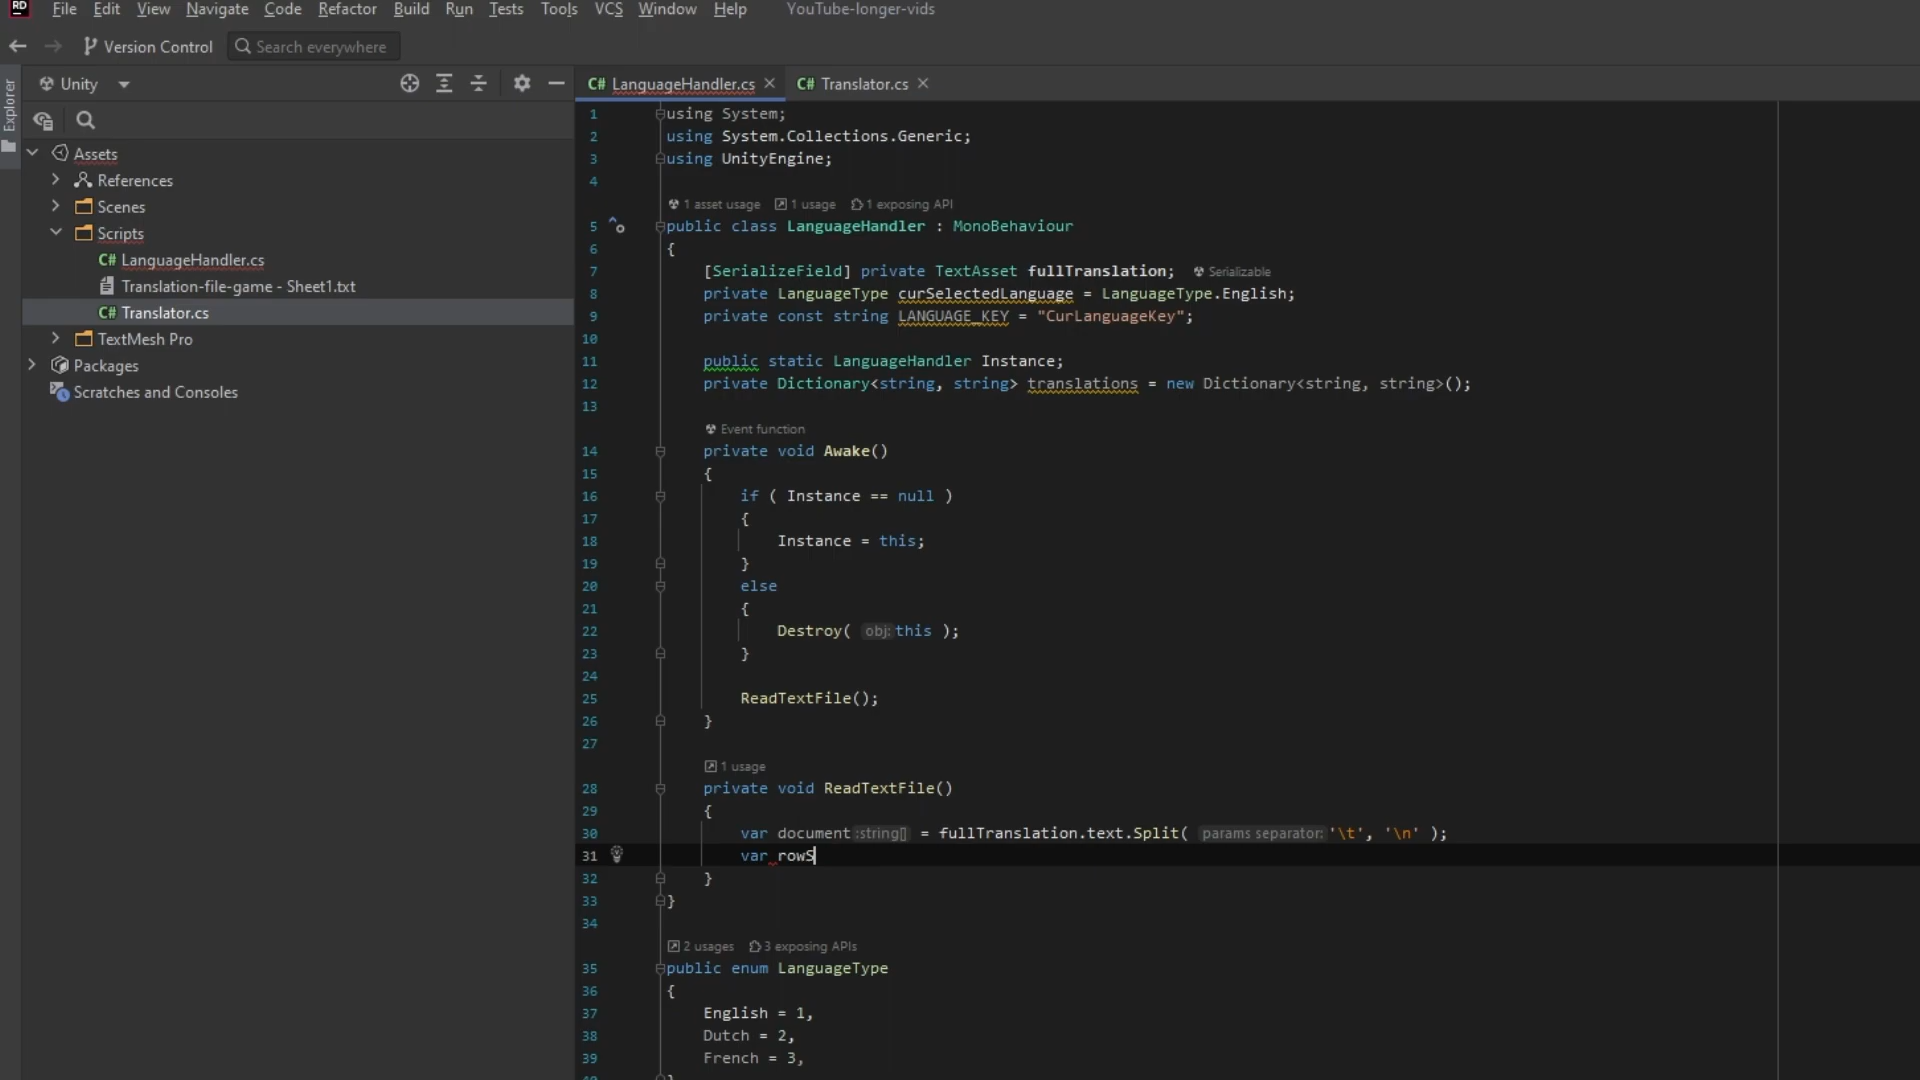 RD File Edit View Navigate Code Refactor Build Run Tests Tools VCS Window Help YouTube-longer-vids
Version Control Search everywhere
Explorer
Unity
Assets
References
Scenes
Scripts
C# LanguageHandler.cs
Translation-file-game - Sheet1.txt
C# Translator.cs
TextMesh Pro
Packages
Scratches and Consoles
C# LanguageHandler.cs C# Translator.cs
1 using System;
2 using System.Collections.Generic;
3 using UnityEngine;
4
1 asset usage 1 usage 1 exposing API
5 public class LanguageHandler : MonoBehaviour
6 {
7 [SerializeField] private TextAsset fullTranslation; Serializable
8 private LanguageType curSelectedLanguage = LanguageType.English;
9 private const string LANGUAGE_KEY = "CurLanguageKey";
10
11 public static LanguageHandler Instance;
12 private Dictionary<string, string> translations = new Dictionary<string, string>();
13
Event function
14 private void Awake()
15 {
16 if ( Instance == null )
17 {
18 Instance = this;
19 }
20 else
21 {
22 Destroy( obj: this );
23 }
24
25 ReadTextFile();
26 }
27
1 usage
28 private void ReadTextFile()
29 {
30 var document :string[] = fullTranslation.text.Split( params separator: '\t', '\n' );
31 var rowS
32 }
33 }
34
2 usages 3 exposing APIs
35 public enum LanguageType
36 {
37 English = 1,
38 Dutch = 2,
39 French = 3,